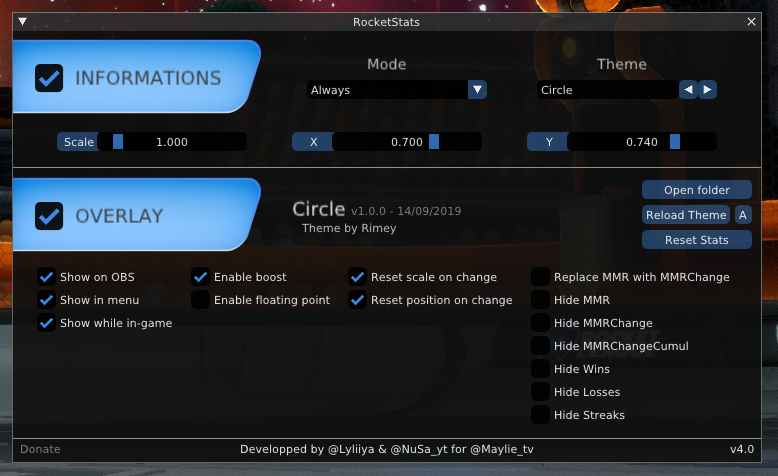 RocketStats
INFORMATIONS
Mode
Theme
Always
Circle
Scale 1.000
X 0.700
Y 0.740
OVERLAY
Circle v1.0.0 - 14/09/2019
Theme by Rimey
Open folder
Reload Theme A
Reset Stats
Show on OBS
Enable boost
Reset scale on change
Replace MMR with MMRChange
Show in menu
Enable floating point
Reset position on change
Hide MMR
Show while in-game
Hide MMRChange
Hide MMRChangeCumul
Hide Wins
Hide Losses
Hide Streaks
Donate
Developped by @Lyliiya & @NuSa_yt for @Maylie_tv
v4.0